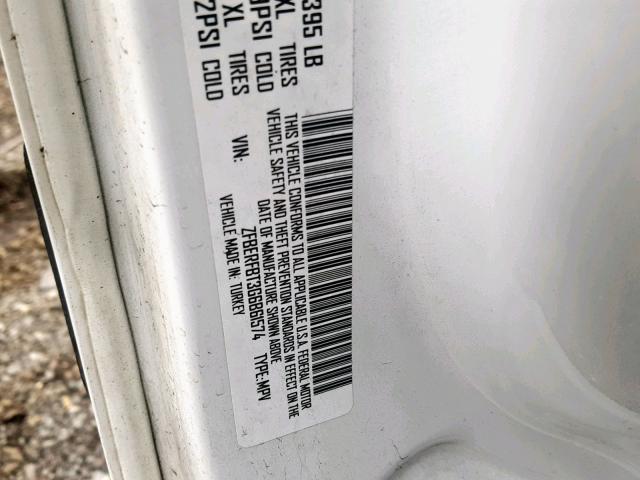 395 LB
XL TIRES
PSI COLD
XL TIRES
2PSI COLD
THIS VEHICLE CONFORMS TO ALL APPLICABLE U.S.A. FEDERAL MOTOR
VEHICLE SAFETY AND THEFT PREVENTION STANDARDS IN EFFECT ON THE
DATE OF MANUFACTURE SHOWN ABOVE
VIN: ZFBERFBT3G6B61574 TYPE:MPV
VEHICLE MADE IN: TURKEY